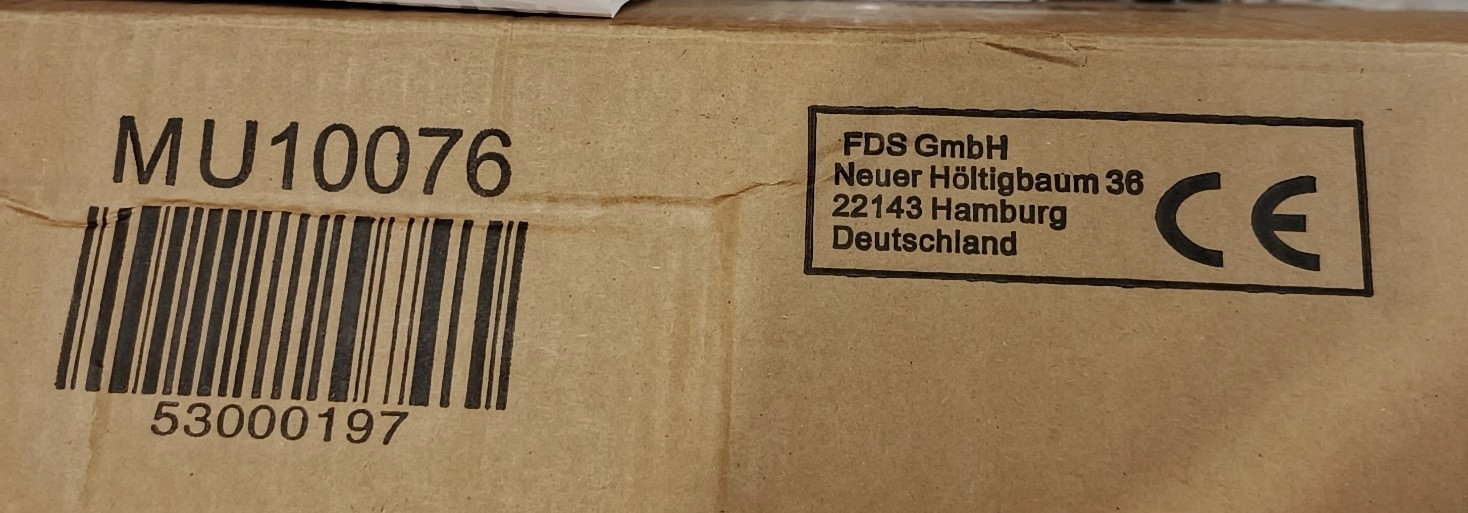 MU10076
53000197
FDS GmbH
Neuer Höltigbaum 36
22143 Hamburg
Deutschland
CE